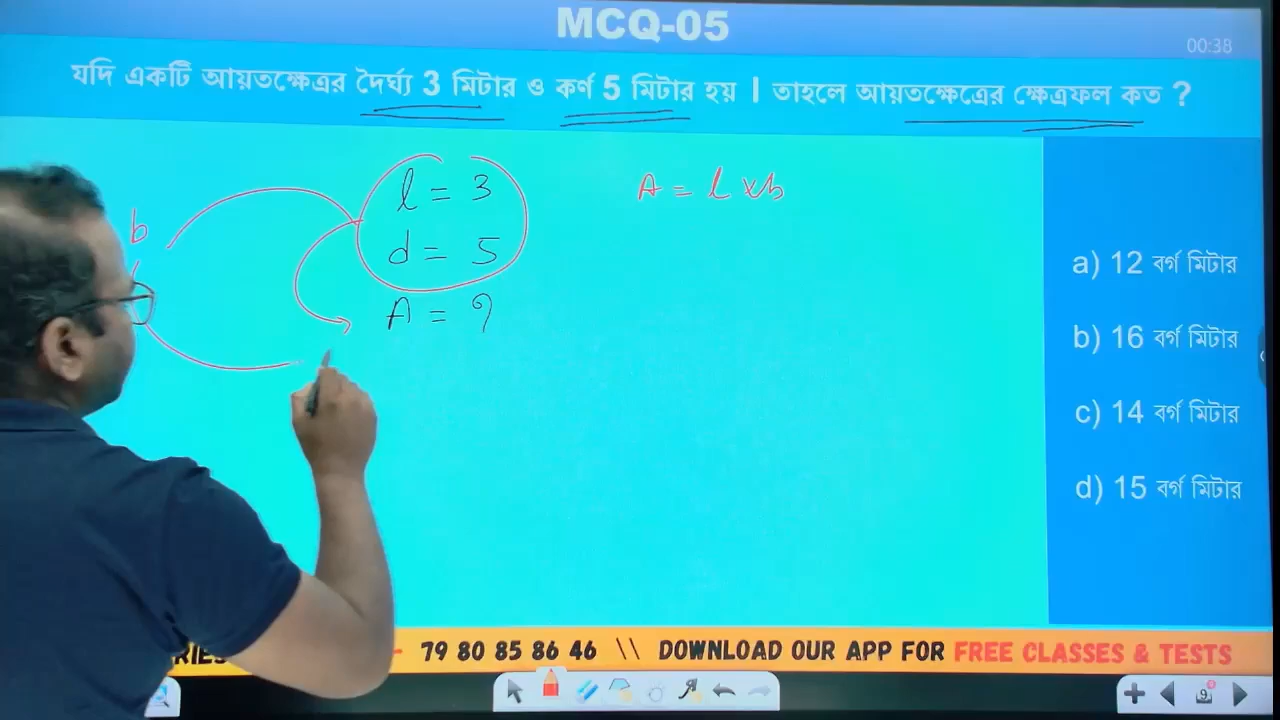 MCQ-05
00:38
যদি একটি আয়তক্ষেত্রর দৈর্ঘ্য 3 মিটার ও কর্ণ 5 মিটার হয় । তাহলে আয়তক্ষেত্রের ক্ষেত্রফল কত ?
b
l = 3
d = 5
A = ?
A = l x b
a) 12 বর্গ মিটার
b) 16 বর্গ মিটার
c) 14 বর্গ মিটার
d) 15 বর্গ মিটার
- 79 80 85 86 46 \\ DOWNLOAD OUR APP FOR FREE CLASSES & TESTS